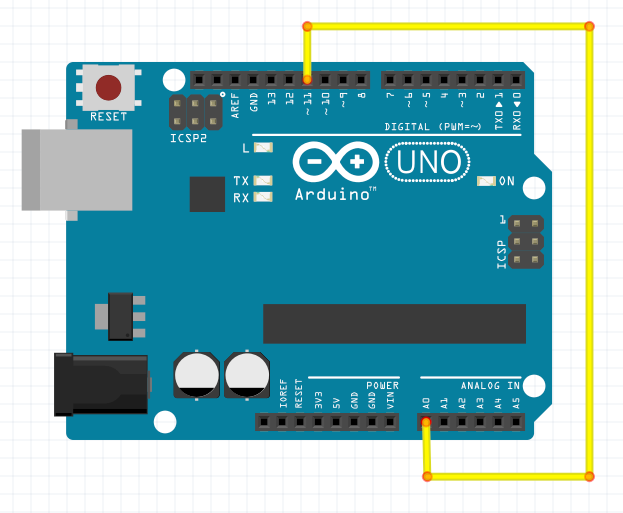 RESET
ICSP2
AREF
GND
13
12
~11
~10
~9
8
7
~6
~5
4
~3
2
TX0▶1
RX0◀0
DIGITAL (PWM=~)
L
TX
RX
UNO
Arduino™
ON
1
ICSP
POWER
ANALOG IN
IOREF
RESET
3V3
5V
GND
GND
VIN
A0
A1
A2
A3
A4
A5